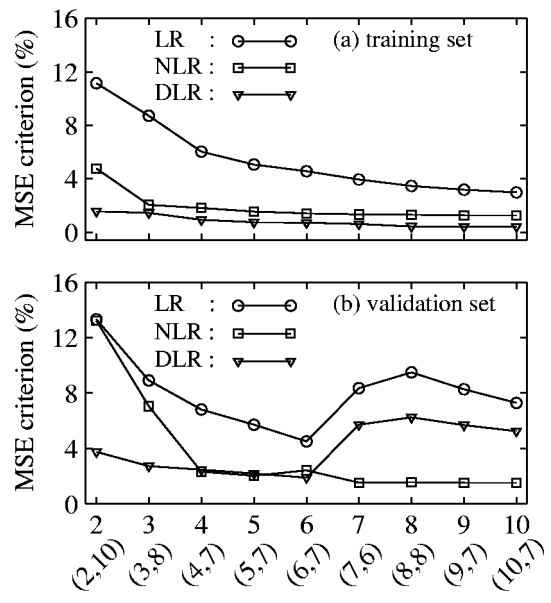 16
12
8
4
0
MSE criterion (%)
LR :
NLR :
DLR :
(a) training set
16
12
8
4
0
MSE criterion (%)
LR :
NLR :
DLR :
(b) validation set
2 3 4 5 6 7 8 9 10
(2,10) (3,8) (4,7) (5,7) (6,7) (7,6) (8,8) (9,7) (10,7)